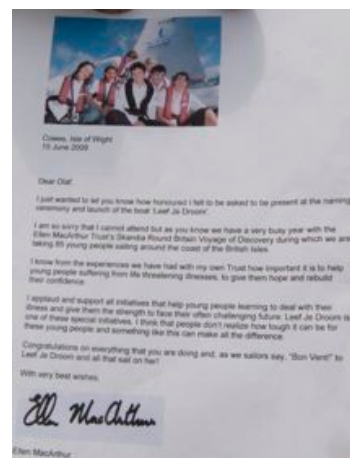 Cowes, Isle of Wight
15 June 2009
Dear Olaf,
I just wanted to let you know how honoured I felt to be asked to be present at the naming
ceremony and launch of the boat 'Leef Je Droom'.
I am so sorry that I cannot attend but as you know we have a very busy year with the
Ellen MacArthur Trust's Skandia Round Britain Voyage of Discovery during which we are
taking 85 young people sailing around the coast of the British Isles.
I know from the experiences we have had with my own Trust how important it is to help
young people suffering from life threatening illnesses, to give them hope and rebuild
their confidence.
I applaud and support all initiatives that help young people learning to deal with their
illness and give them the strength to face their often challenging future. Leef Je Droom is
one of these special initiatives. I think that people don't realize how tough it can be for
these young people and something like this can make all the difference.
Congratulations on everything that you are doing and, as we sailors say, "Bon Vent!" to
Leef Je Droom and all that sail on her!
With very best wishes,
Ellen MacArthur
Ellen MacArthur